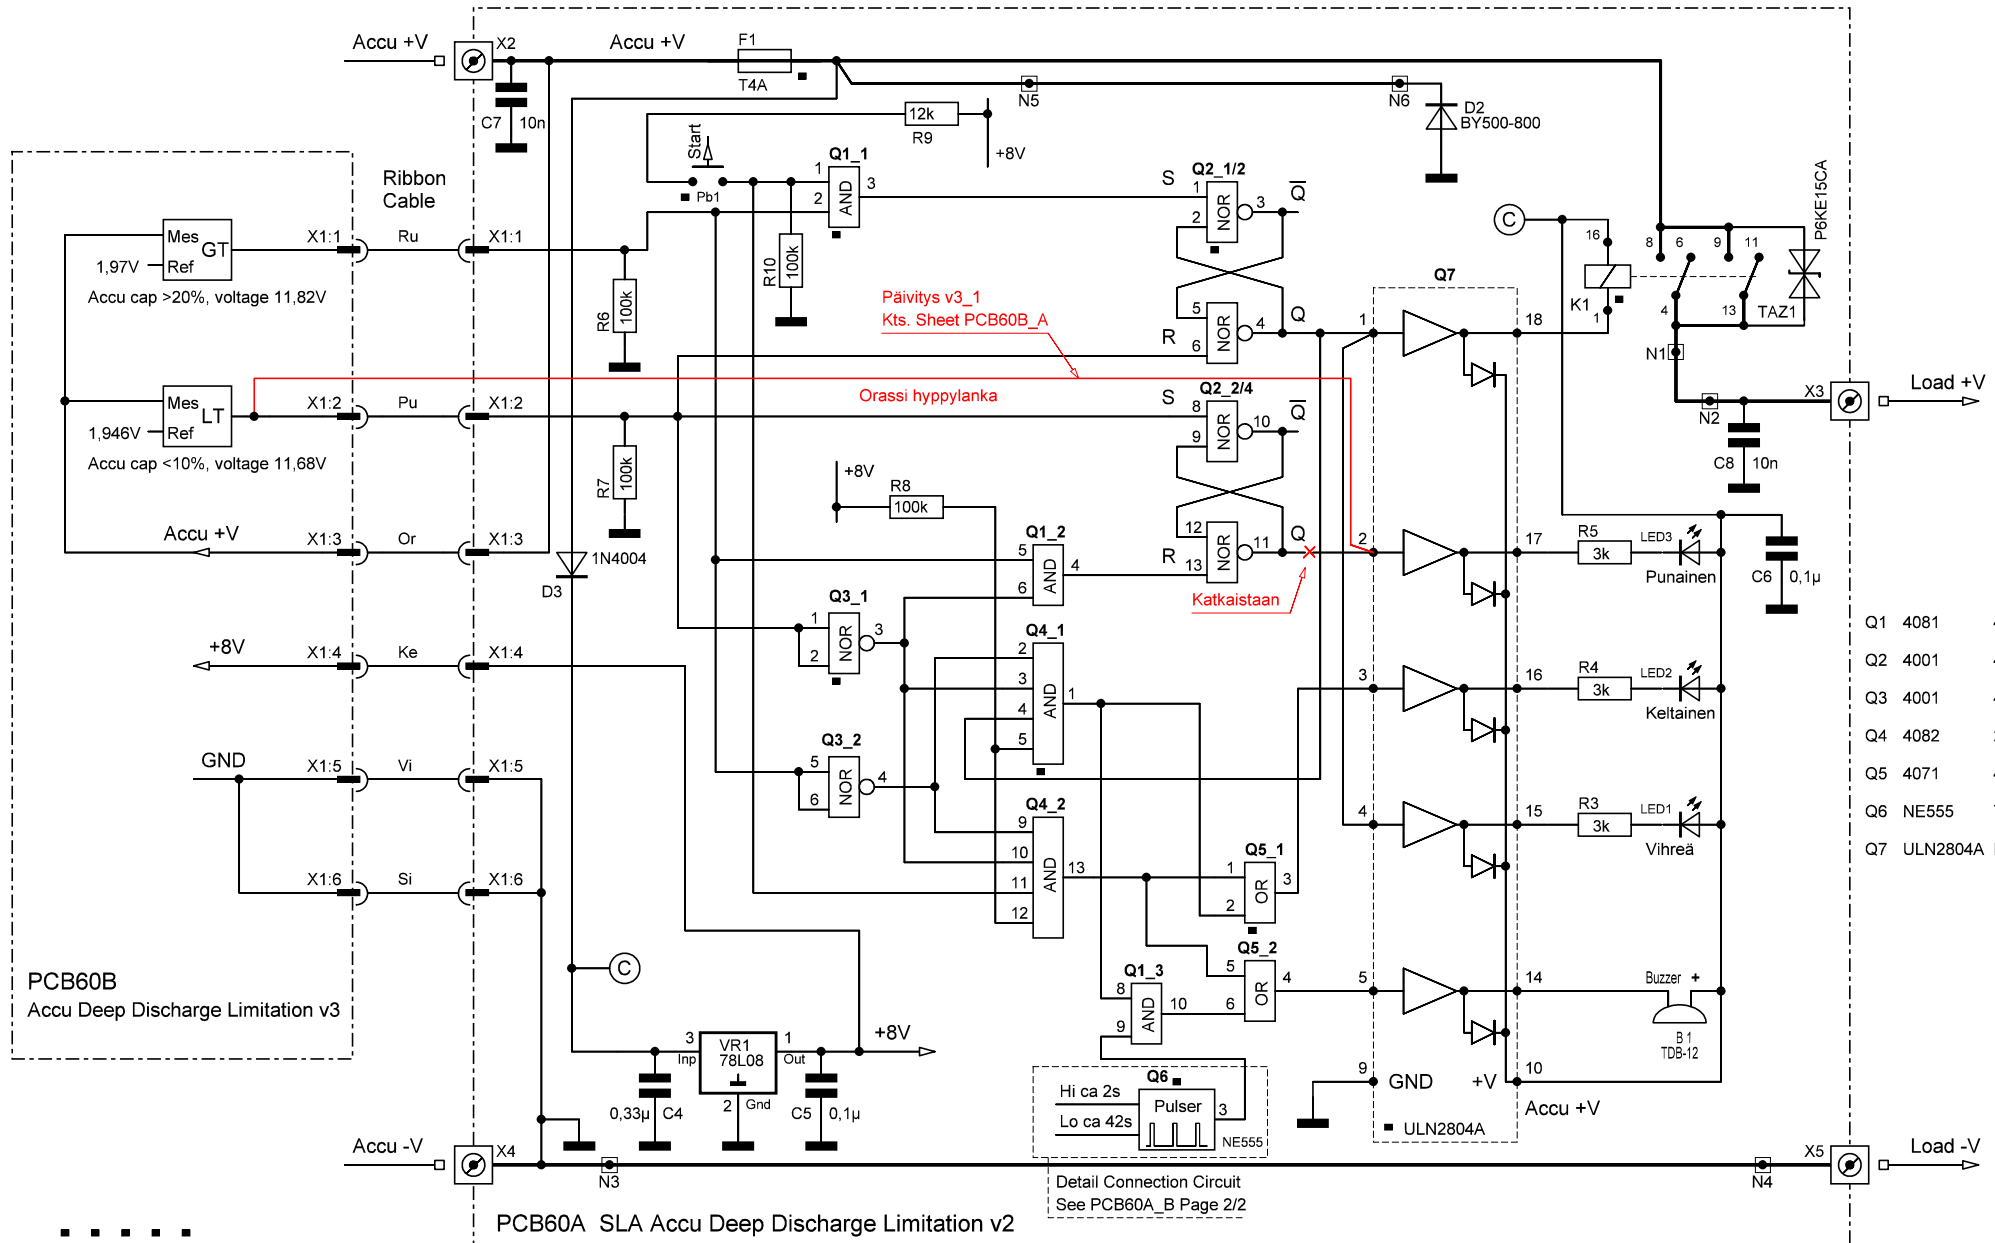 Accu +V
X2
Accu +V
F1
T4A
C7
10n
N5
N6
D2
BY500-800
12k
R9
+8V
Start
Pb1
Q1_1
1
2
3
AND
R10
100k
Ribbon
Cable
Mes
GT
Ref
1,97V
Accu cap >20%, voltage 11,82V
X1:1
Ru
X1:1
R6
100k
S
Q2_1/2
1
2
3
NOR
Q
5
6
4
NOR
Q
R
Päivitys v3_1
Kts. Sheet PCB60B_A
Orassi hyppylanka
Mes
LT
Ref
1,946V
Accu cap <10%, voltage 11,68V
X1:2
Pu
X1:2
R7
100k
S
Q2_2/4
8
9
10
NOR
Q
12
13
11
NOR
Q
R
Katkaistaan
+8V
R8
100k
Accu +V
X1:3
Or
X1:3
1N4004
D3
Q1_2
5
6
4
AND
Q3_1
1
2
3
NOR
Q4_1
2
3
4
5
1
AND
+8V
X1:4
Ke
X1:4
Q3_2
5
6
4
NOR
Q4_2
9
10
11
12
13
AND
GND
X1:5
Vi
X1:5
X1:6
Si
X1:6
Q5_1
1
2
3
OR
Q5_2
5
6
4
OR
Q1_3
8
9
10
AND
Q7
1
18
2
17
3
16
4
15
5
14
9
GND
+V
10
Accu +V
ULN2804A
C
16
K1
1
8
6
9
11
4
13
TAZ1
P6KE15CA
N1
N2
X3
Load +V
C8
10n
R5
3k
LED3
Punainen
C6
0,1µ
R4
3k
LED2
Keltainen
R3
3k
LED1
Vihreä
Buzzer +
B 1
TDB-12
Q1 4081
Q2 4001
Q3 4001
Q4 4082
Q5 4071
Q6 NE555
Q7 ULN2804A
PCB60B
Accu Deep Discharge Limitation v3
C
3
Inp
VR1
78L08
1
Out
2
Gnd
+8V
0,33µ
C4
C5
0,1µ
Q6
Hi ca 2s
Lo ca 42s
Pulser
3
NE555
Detail Connection Circuit
See PCB60A_B Page 2/2
Accu -V
X4
N3
N4
X5
Load -V
PCB60A SLA Accu Deep Discharge Limitation v2